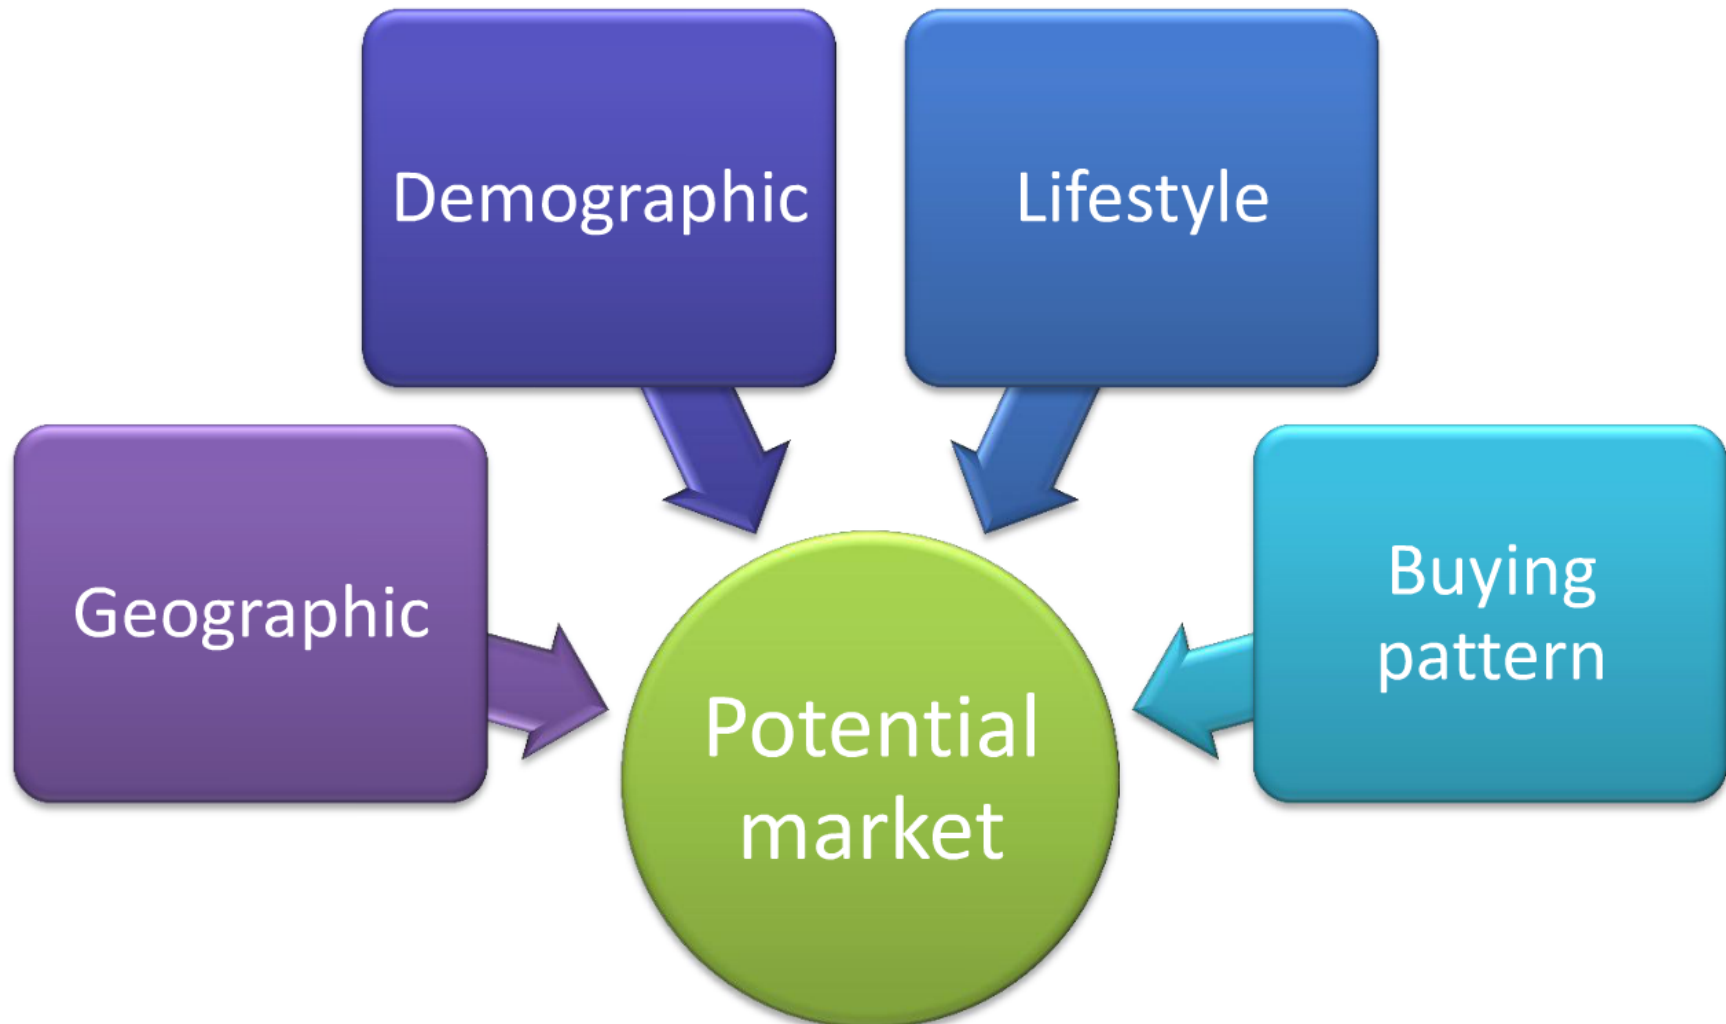 Demographic
Lifestyle
Geographic
Buying
pattern
Potential
market